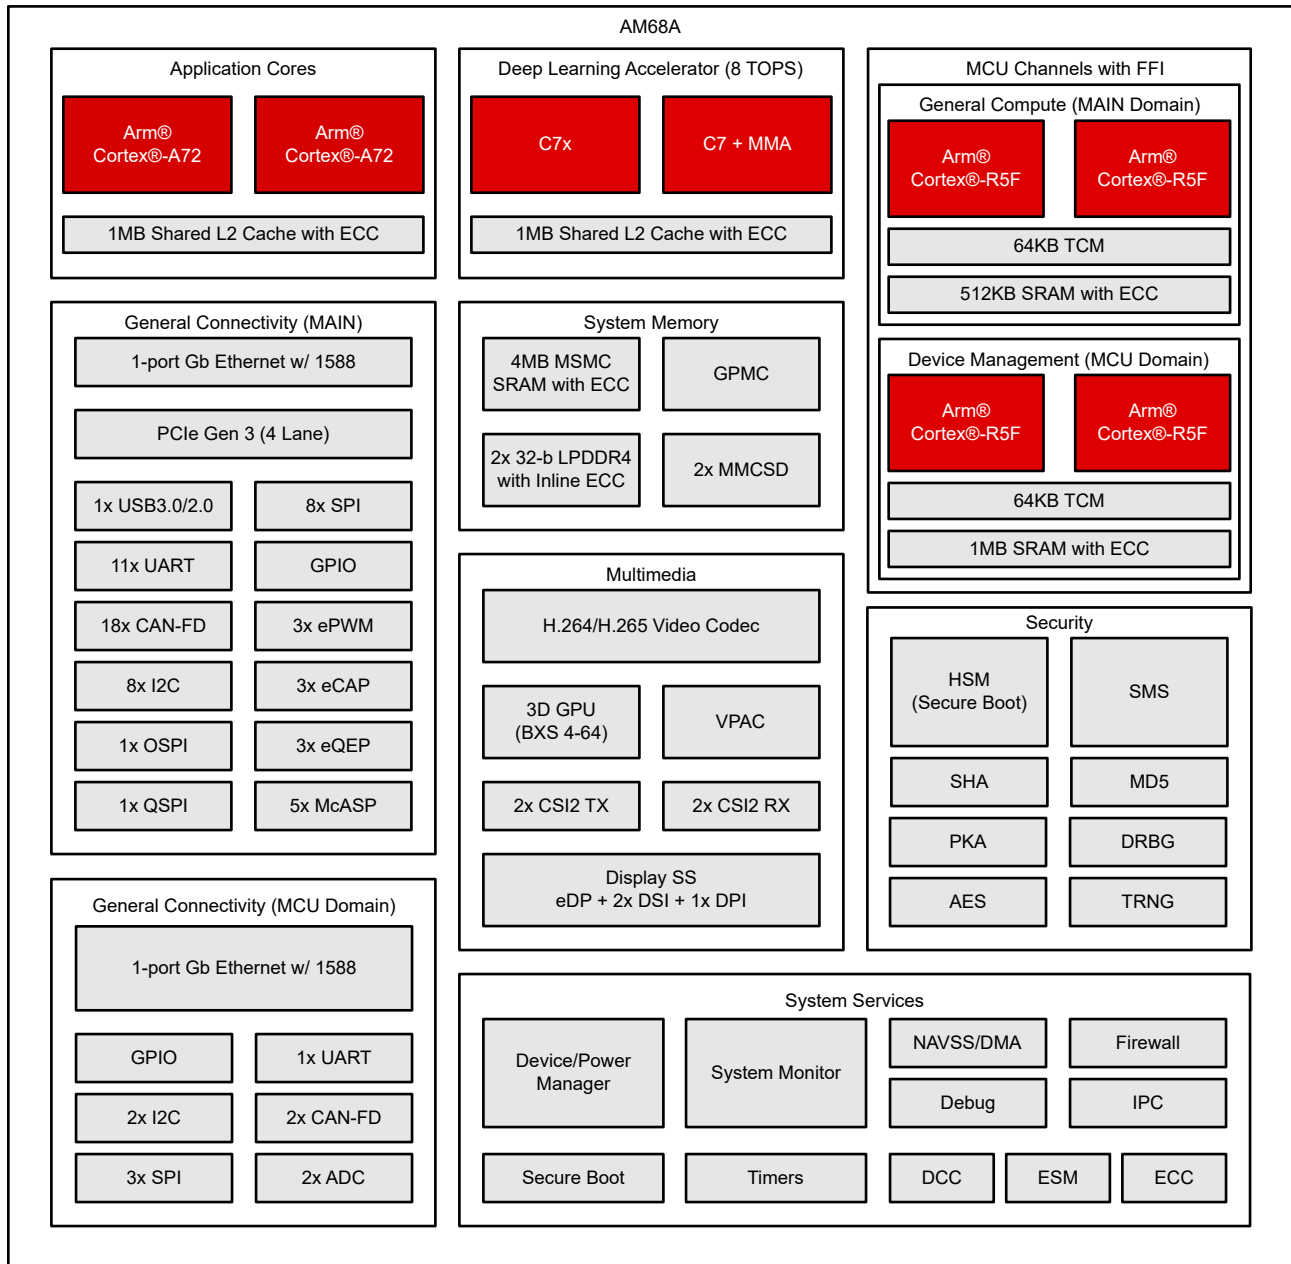 AM68A
Application Cores
Arm®
Cortex®-A72
Arm®
Cortex®-A72
1MB Shared L2 Cache with ECC
Deep Learning Accelerator (8 TOPS)
C7x
C7 + MMA
1MB Shared L2 Cache with ECC
MCU Channels with FFI
General Compute (MAIN Domain)
Arm®
Cortex®-R5F
Arm®
Cortex®-R5F
64KB TCM
512KB SRAM with ECC
Device Management (MCU Domain)
Arm®
Cortex®-R5F
Arm®
Cortex®-R5F
64KB TCM
1MB SRAM with ECC
General Connectivity (MAIN)
1-port Gb Ethernet w/ 1588
PCIe Gen 3 (4 Lane)
1x USB3.0/2.0
8x SPI
11x UART
GPIO
18x CAN-FD
3x ePWM
8x I2C
3x eCAP
1x OSPI
3x eQEP
1x QSPI
5x McASP
System Memory
4MB MSMC
SRAM with ECC
GPMC
2x 32-b LPDDR4
with Inline ECC
2x MMCSD
Multimedia
H.264/H.265 Video Codec
3D GPU
(BXS 4-64)
VPAC
2x CSI2 TX
2x CSI2 RX
Display SS
eDP + 2x DSI + 1x DPI
Security
HSM
(Secure Boot)
SMS
SHA
MD5
PKA
DRBG
AES
TRNG
General Connectivity (MCU Domain)
1-port Gb Ethernet w/ 1588
GPIO
1x UART
2x I2C
2x CAN-FD
3x SPI
2x ADC
System Services
Device/Power
Manager
System Monitor
NAVSS/DMA
Firewall
Debug
IPC
Secure Boot
Timers
DCC
ESM
ECC